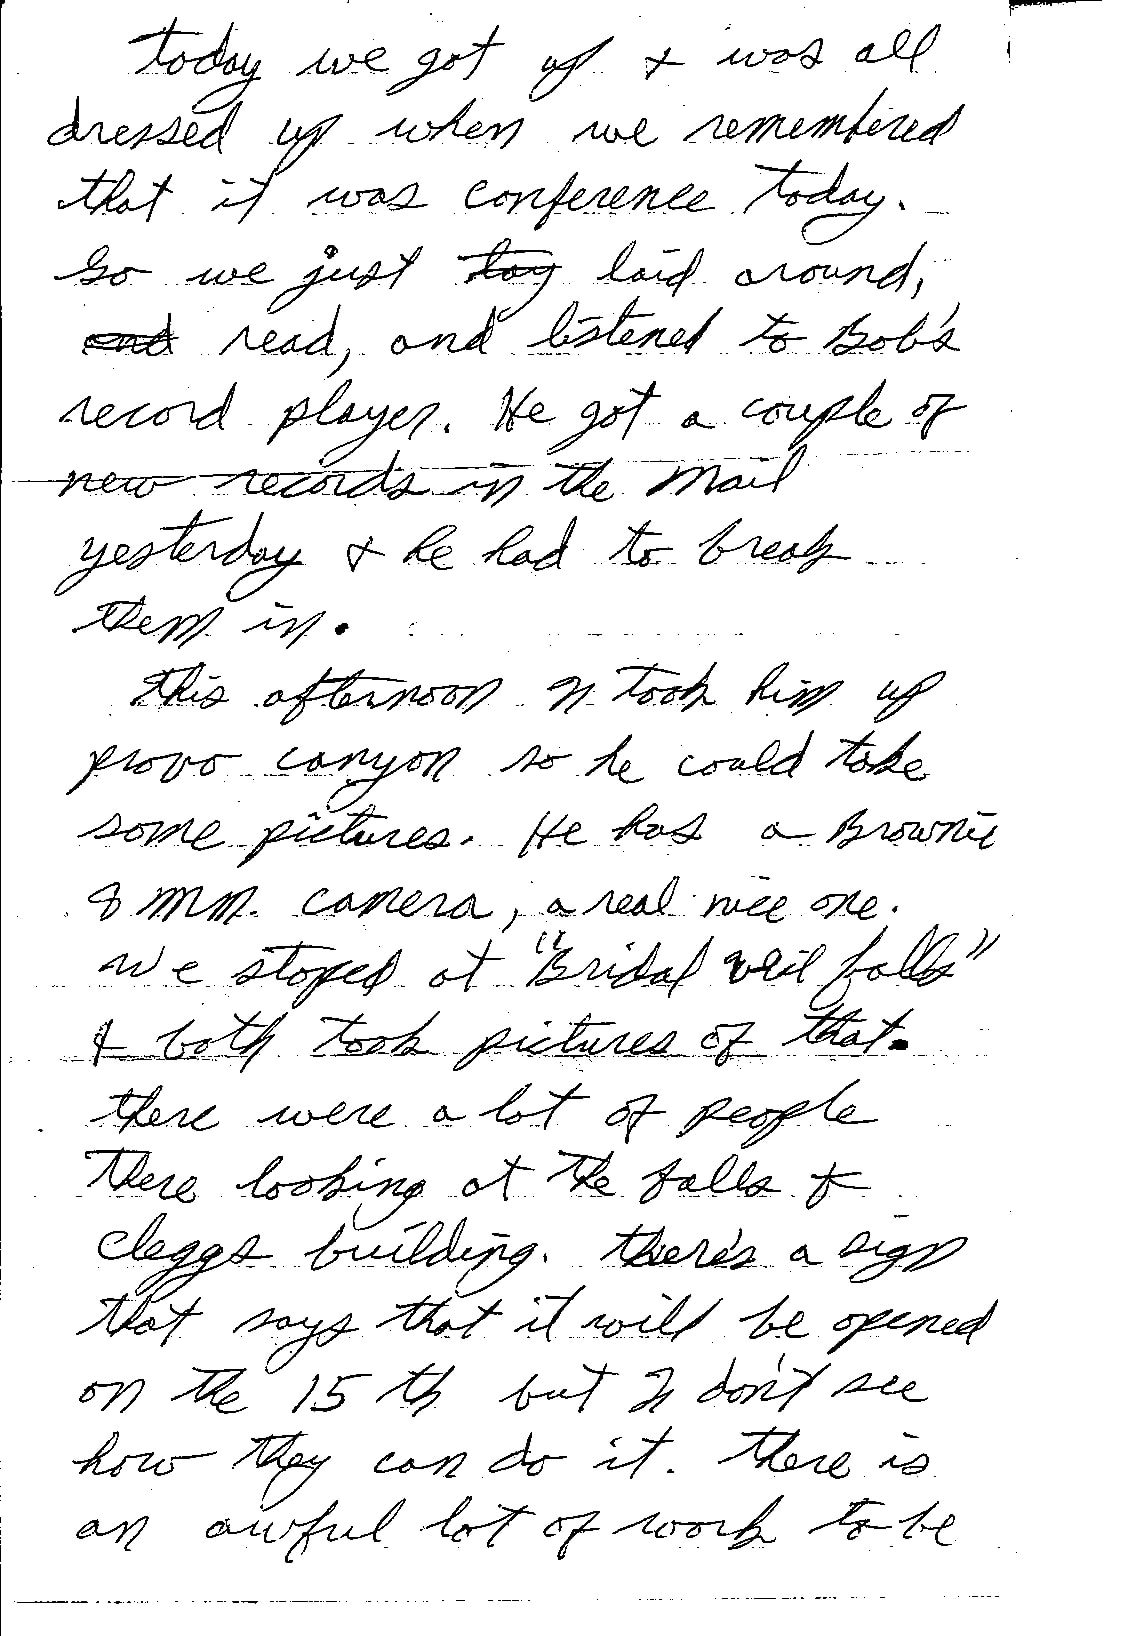 today we got up & was all
dressed up when we remembered
that it was conference today.
So we just lay laid around,
and read, and listened to Bob's
record player. He got a couple of
new records in the mail
yesterday & he had to break
them in.
This afternoon I took him up
provo canyon so he could take
some pictures. He has a Brownie
8 mm. camera, a real nice one.
We stoped at "Bridal veil falls"
& both took pictures of that.
there were a lot of people
there looking at the falls &
cleggs building. there's a sign
that says that it will be opened
on the 15 th but I don't see
how they can do it. there is
an awful lot of work to be